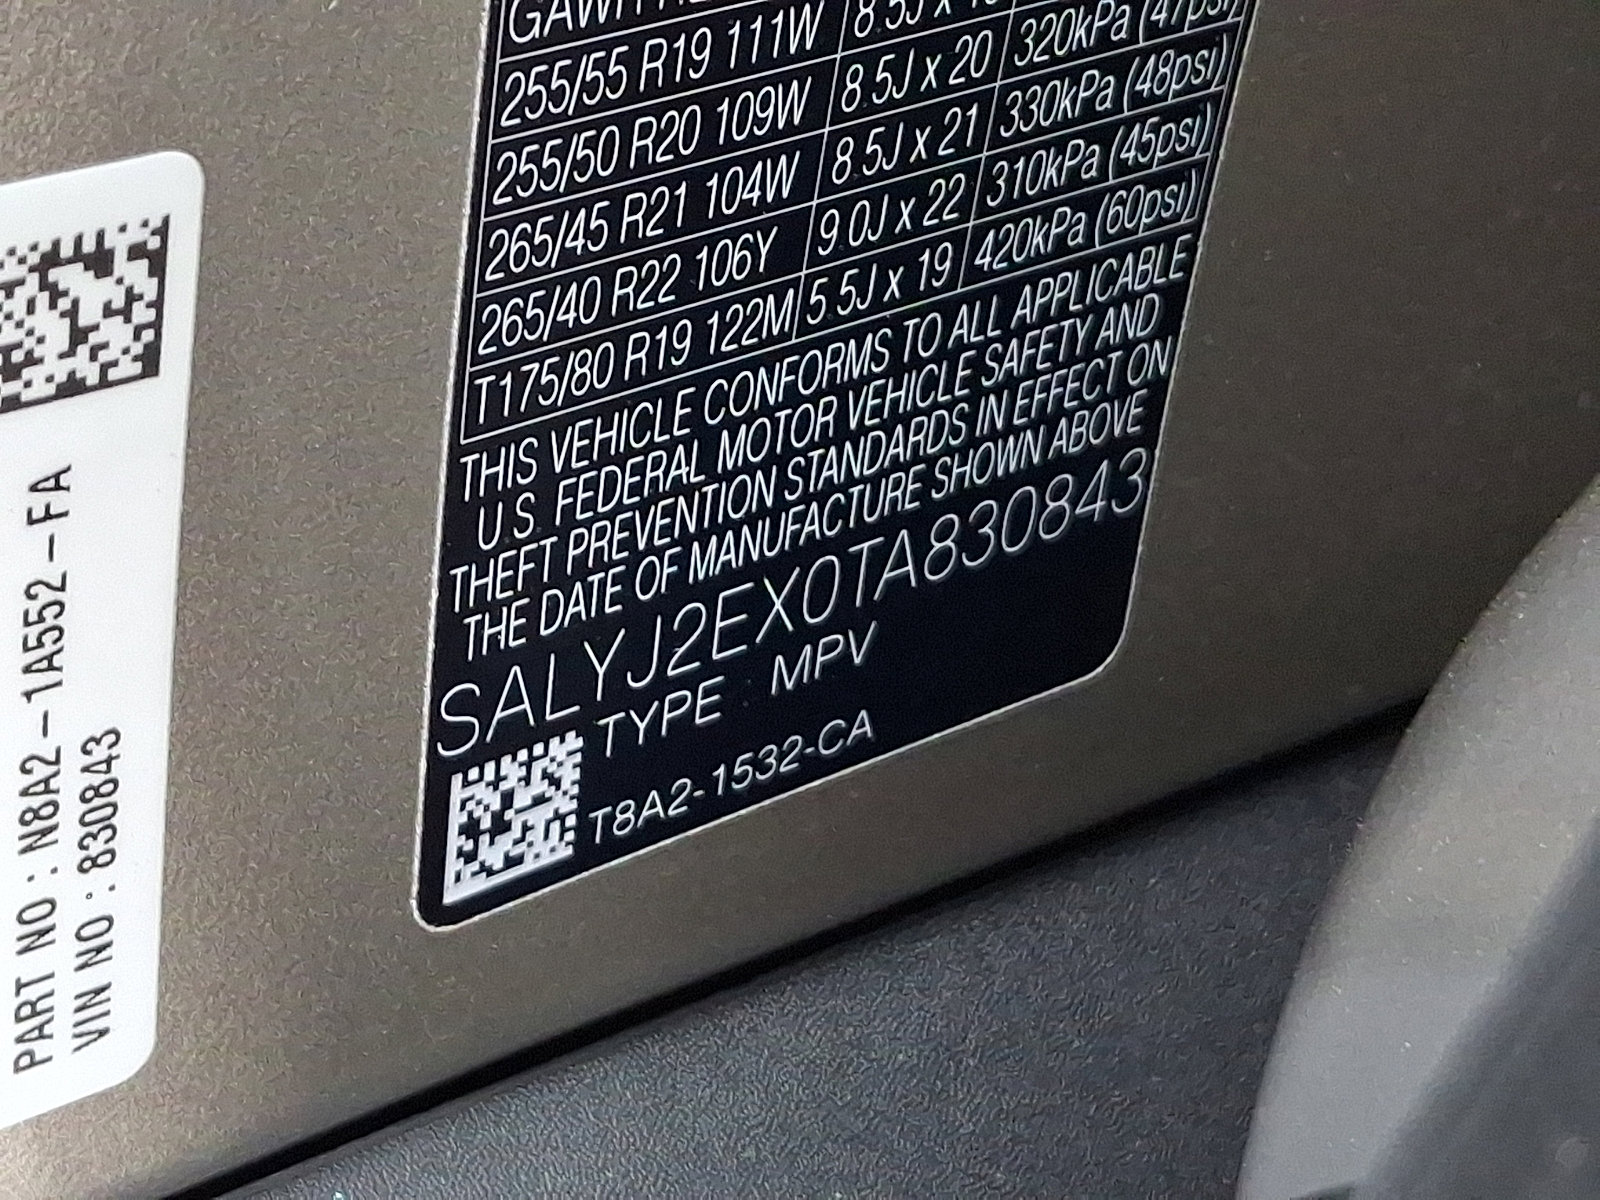 PART NO : N8A2-1A552-FA
VIN NO : 830843
255/55 R19 111W
255/50 R20 109W 8.5J x 20 320kPa (47psi)
265/45 R21 104W 8.5J x 21 330kPa (48psi)
265/40 R22 106Y 9.0J x 22 310kPa (45psi)
T175/80 R19 122M 5.5J x 19 420kPa (60psi)
THIS VEHICLE CONFORMS TO ALL APPLICABLE
U.S. FEDERAL MOTOR VEHICLE SAFETY AND
THEFT PREVENTION STANDARDS IN EFFECT ON
THE DATE OF MANUFACTURE SHOWN ABOVE
SALYJ2EX0TA830843
TYPE MPV
T8A2-1532-CA